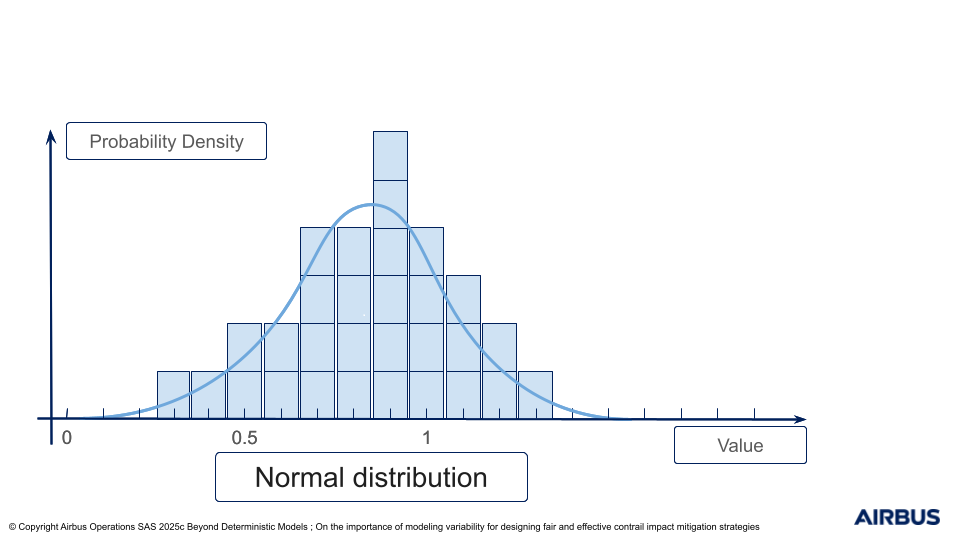 Probability Density
0
0.5
1
Value
Normal distribution
© Copyright Airbus Operations SAS 2025c Beyond Deterministic Models ; On the importance of modeling variability for designing fair and effective contrail impact mitigation strategies
AIRBUS